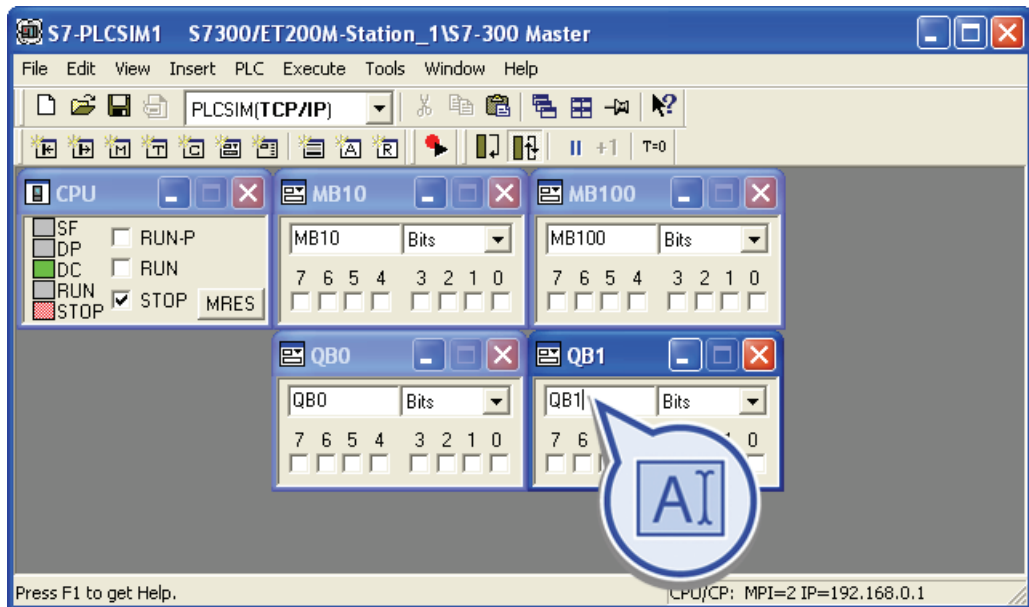 S7-PLCSIM1 S7300/ET200M-Station_1\S7-300 Master
File Edit View Insert PLC Execute Tools Window Help
PLCSIM(TCP/IP)
+1 T=0
CPU
SF
DP
DC
RUN
STOP
RUN-P
RUN
STOP
MRES
MB10
MB10 Bits
7 6 5 4 3 2 1 0
MB100
MB100 Bits
7 6 5 4 3 2 1 0
QB0
QB0 Bits
7 6 5 4 3 2 1 0
QB1
QB1 Bits
7 6 0
A
Press F1 to get Help.
CPU/CP: MPI=2 IP=192.168.0.1